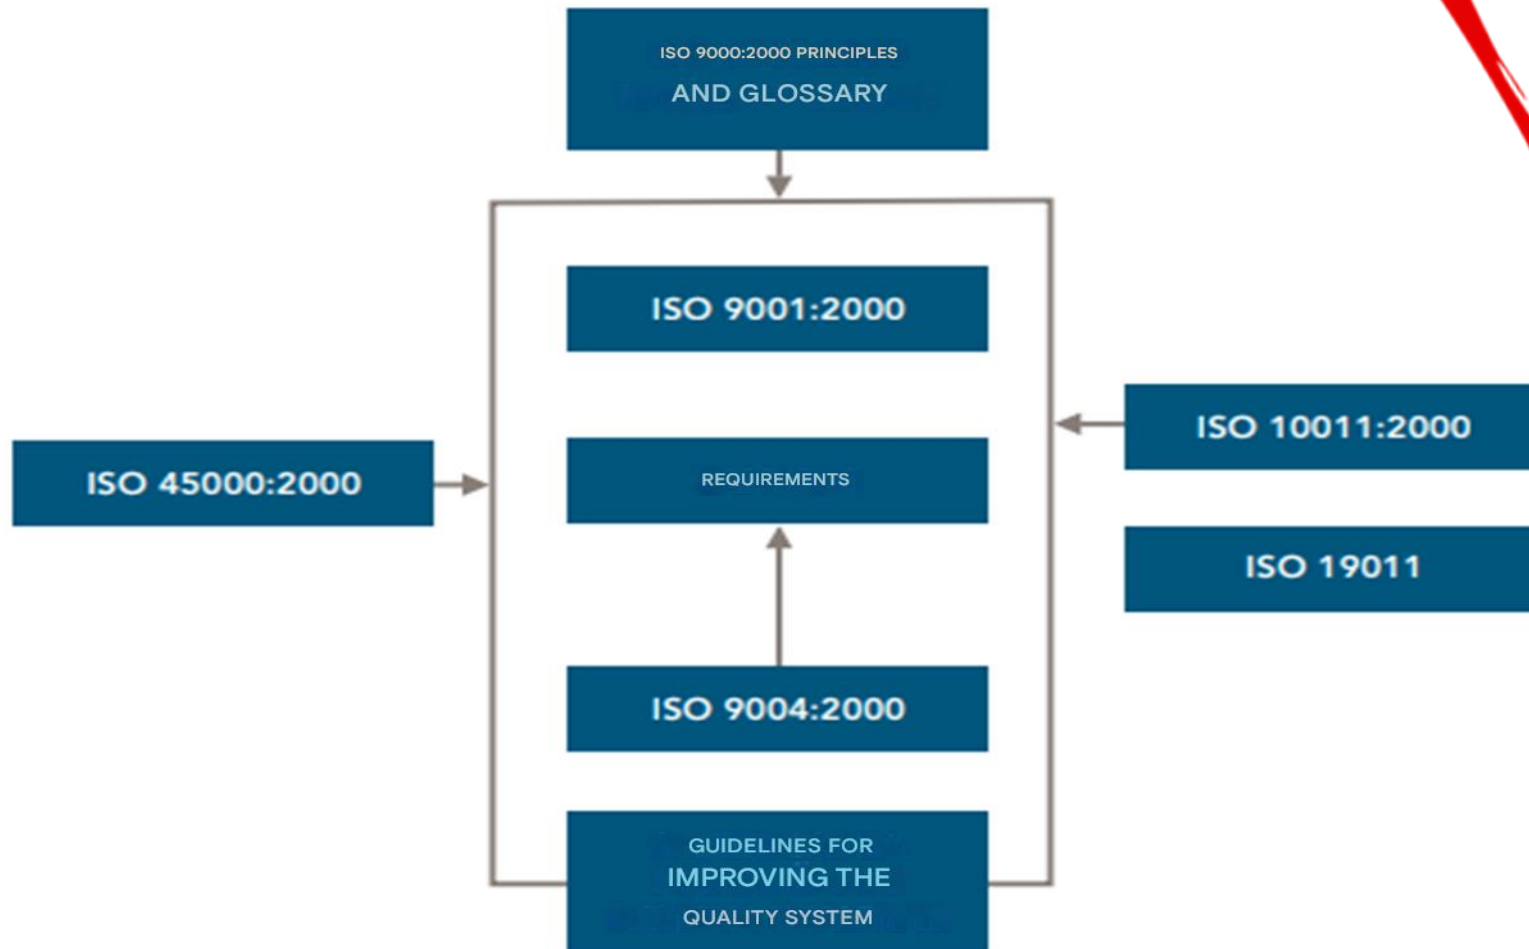 ISO 9000:2000 PRINCIPLES
AND GLOSSARY
ISO 9001:2000
ISO 10011:2000
ISO 45000:2000
REQUIREMENTS
ISO 19011
ISO 9004:2000
GUIDELINES FOR
IMPROVING THE
QUALITY SYSTEM